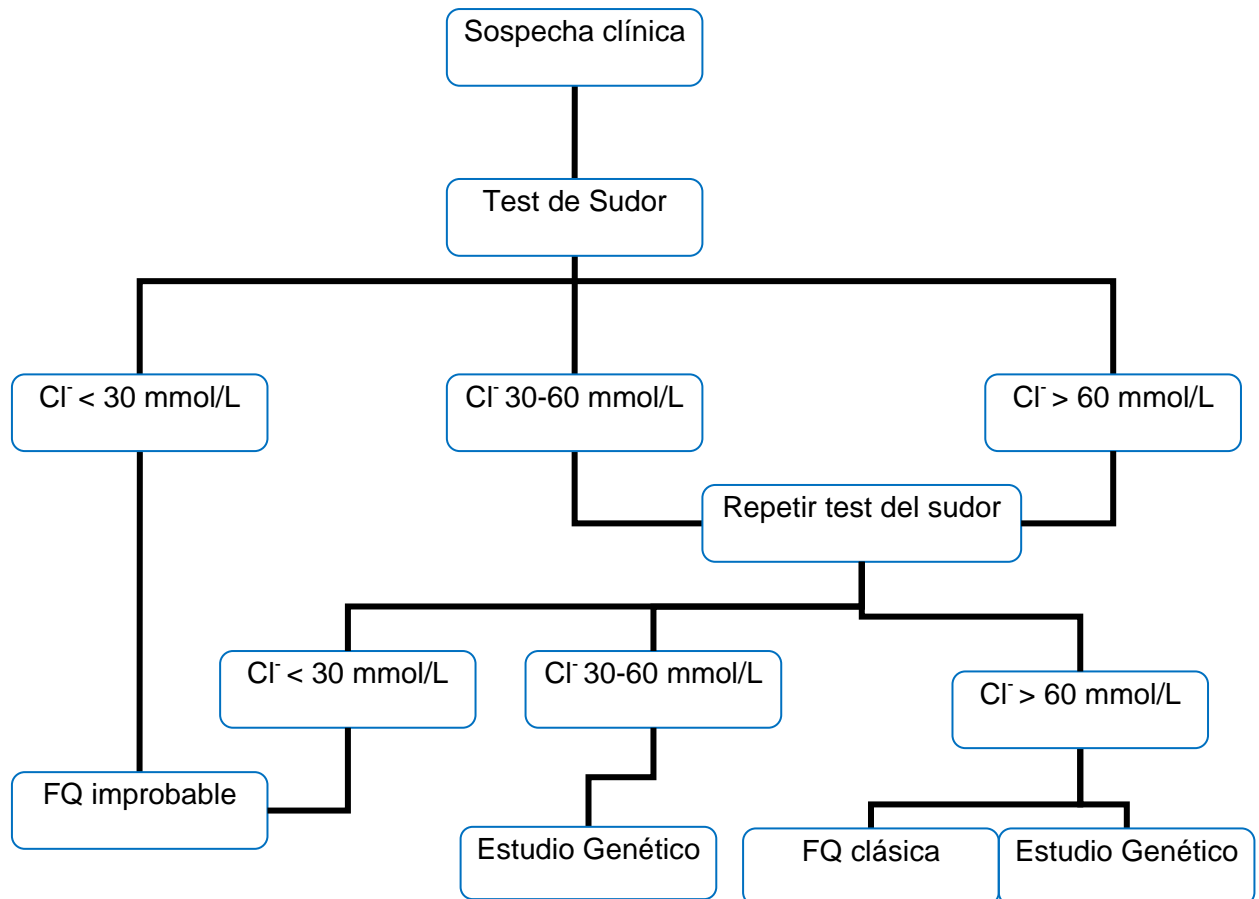 Sospecha clínica
Test de Sudor
Cl⁻ < 30 mmol/L
Cl⁻ 30-60 mmol/L
Cl⁻ > 60 mmol/L
Repetir test del sudor
Cl⁻ < 30 mmol/L
Cl⁻ 30-60 mmol/L
Cl⁻ > 60 mmol/L
FQ improbable
Estudio Genético
FQ clásica
Estudio Genético